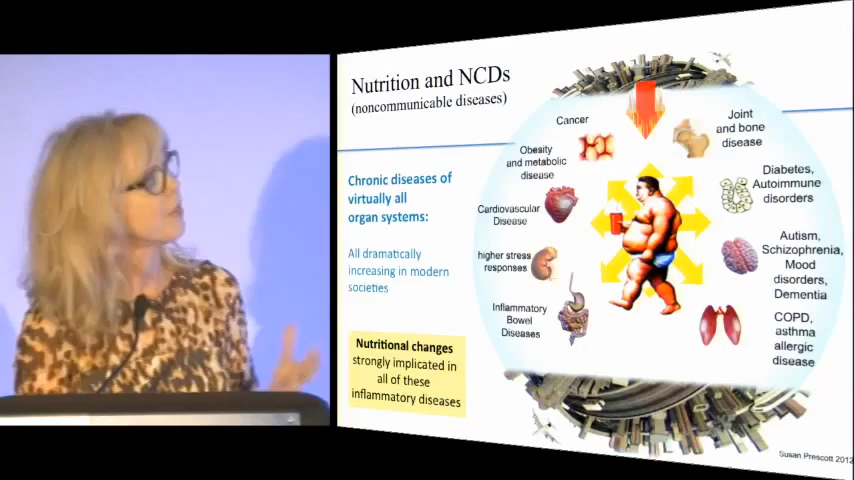 Nutrition and NCDs
(noncommunicable diseases)
Chronic diseases of
virtually all
organ systems:
All dramatically
increasing in modern
societies
Nutritional changes
strongly implicated in
all of these
inflammatory diseases
Cancer
Obesity
and metabolic
disease
Cardiovascular
Disease
higher stress
responses
Inflammatory
Bowel
Diseases
Joint
and bone
disease
Diabetes,
Autoimmune
disorders
Autism,
Schizophrenia,
Mood
disorders,
Dementia
COPD,
asthma
allergic
disease
Susan Prescott 2012